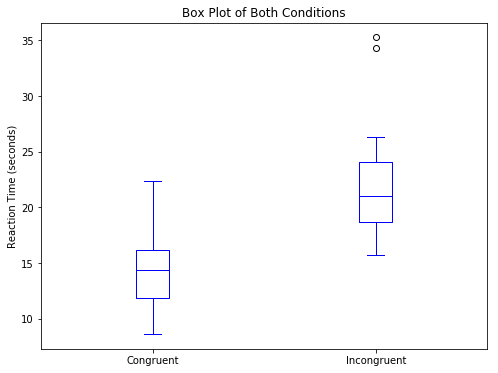 Box Plot of Both Conditions
Reaction Time (seconds)
35
30
25
20
15
10
Congruent
Incongruent